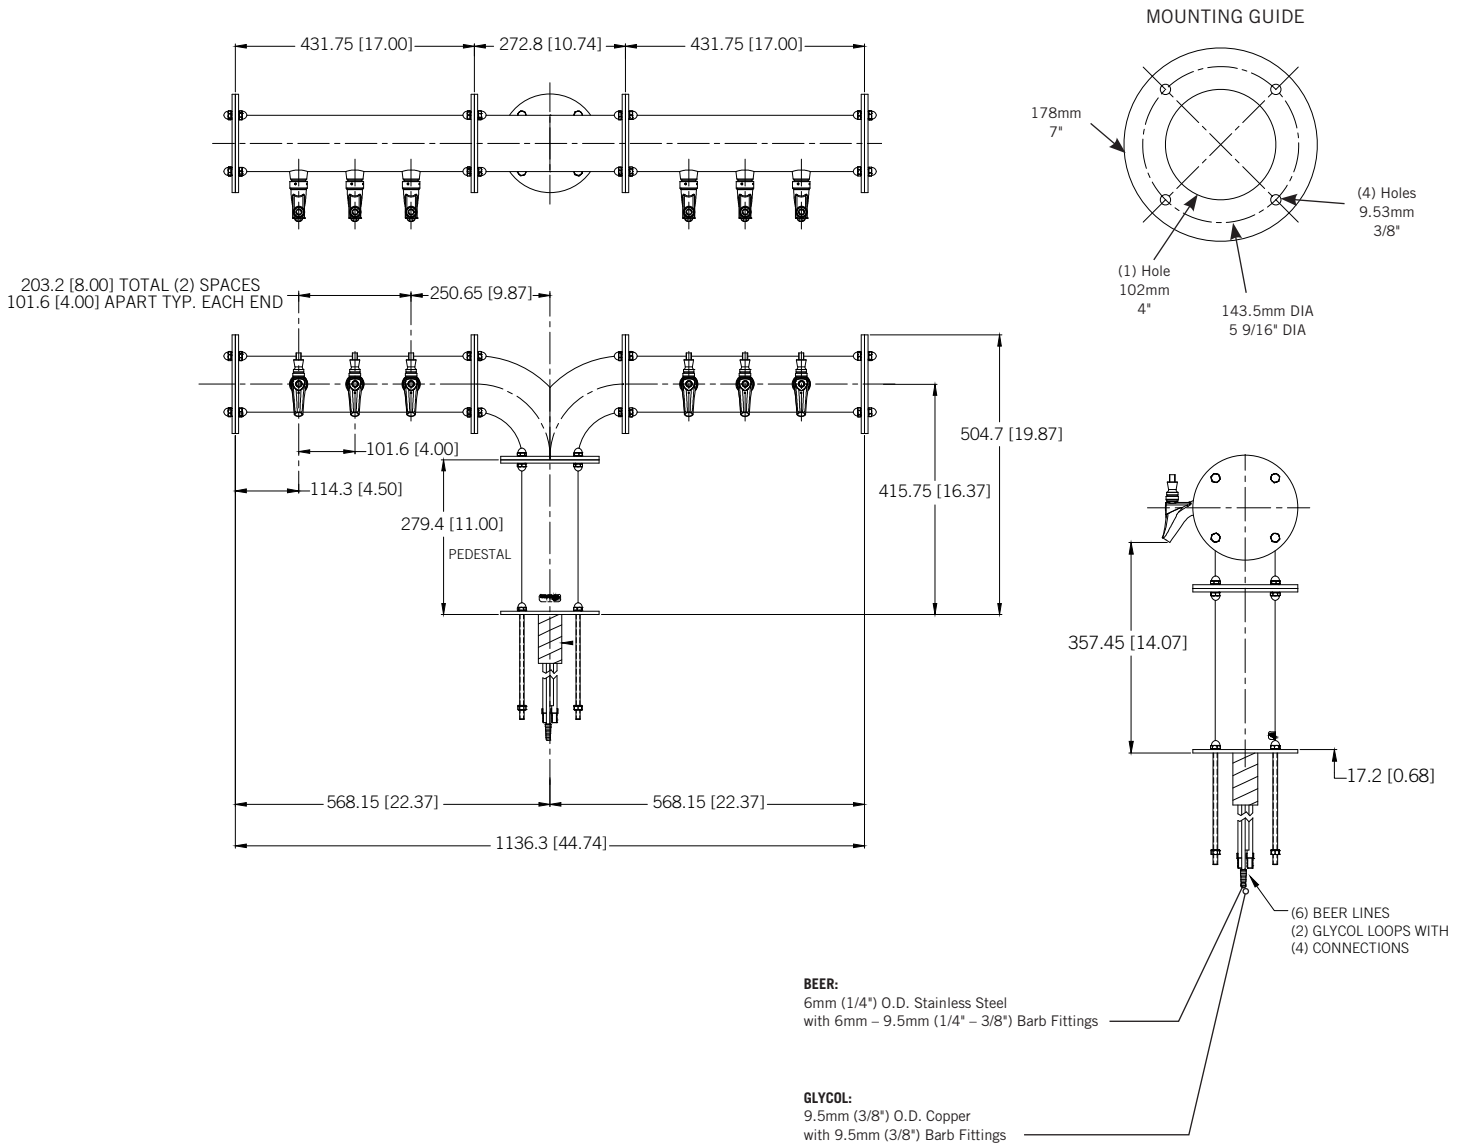 MOUNTING GUIDE
431.75 [17.00]
272.8 [10.74]
431.75 [17.00]
178mm
7"
(4) Holes
9.53mm
3/8"
(1) Hole
102mm
4"
143.5mm DIA
5 9/16" DIA
203.2 [8.00] TOTAL (2) SPACES
101.6 [4.00] APART TYP. EACH END
250.65 [9.87]
101.6 [4.00]
114.3 [4.50]
279.4 [11.00]
PEDESTAL
504.7 [19.87]
415.75 [16.37]
357.45 [14.07]
17.2 [0.68]
568.15 [22.37]
568.15 [22.37]
1136.3 [44.74]
(6) BEER LINES
(2) GLYCOL LOOPS WITH
(4) CONNECTIONS
BEER:
6mm (1/4") O.D. Stainless Steel
with 6mm – 9.5mm (1/4" – 3/8") Barb Fittings
GLYCOL:
9.5mm (3/8") O.D. Copper
with 9.5mm (3/8") Barb Fittings